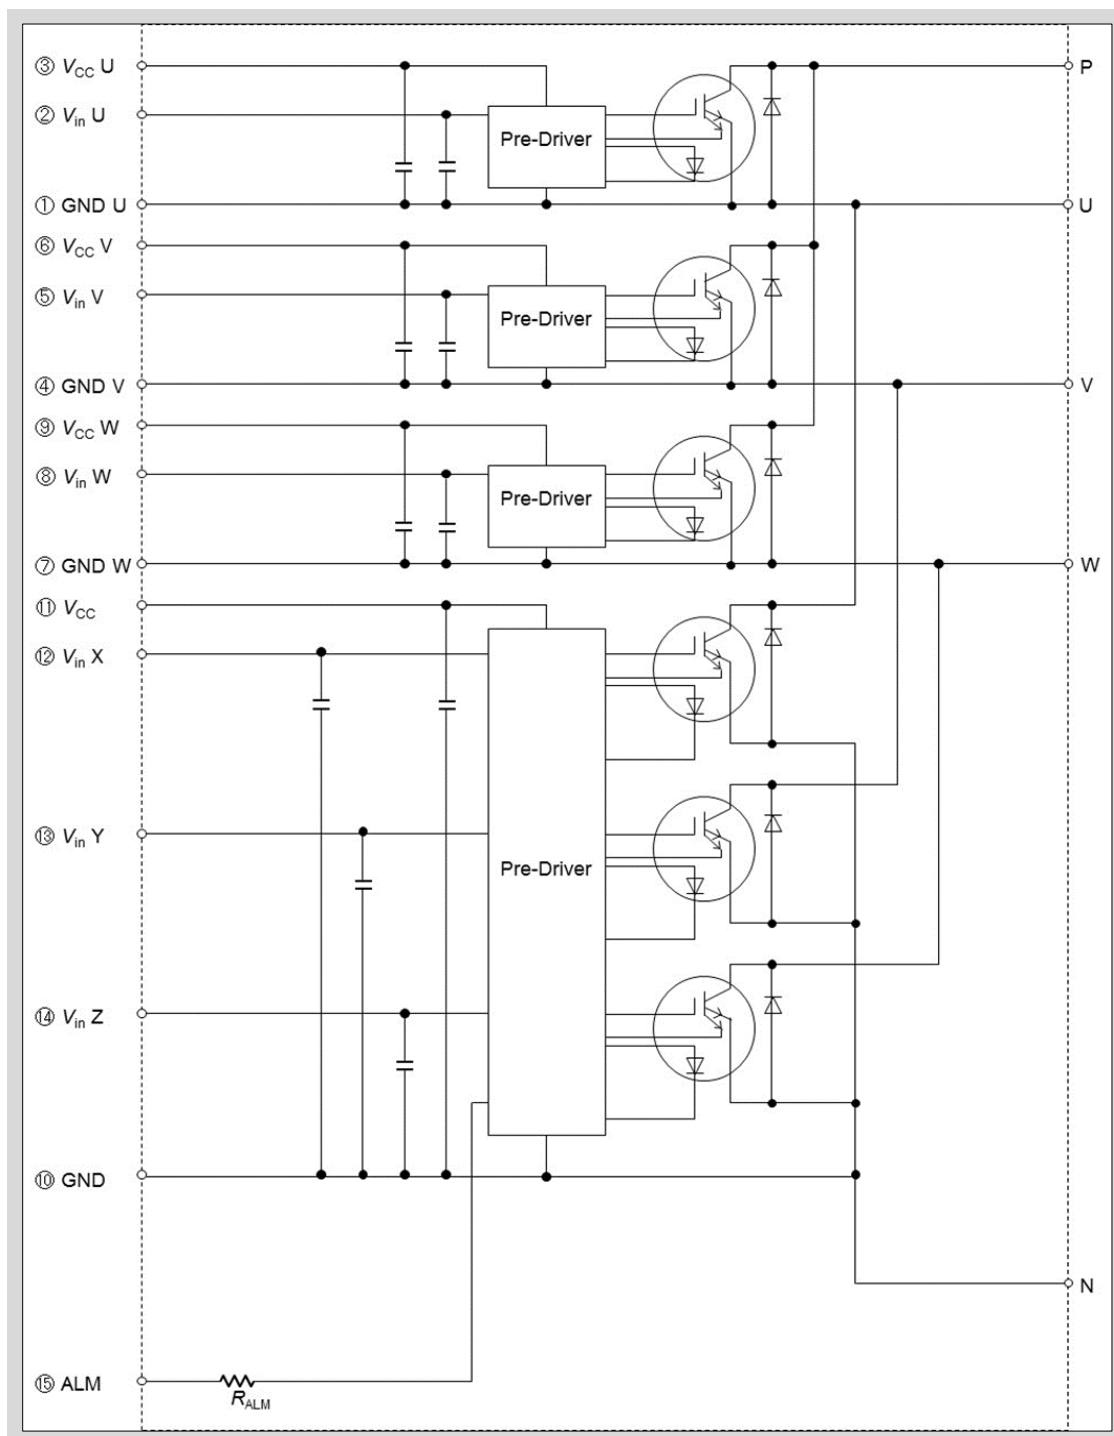 ③ VCC U
P
② Vin U
Pre-Driver
① GND U
U
⑥ VCC V
⑤ Vin V
Pre-Driver
④ GND V
V
⑨ VCC W
⑧ Vin W
Pre-Driver
⑦ GND W
W
⑪ VCC
⑫ Vin X
⑬ Vin Y
Pre-Driver
⑭ Vin Z
⑩ GND
N
⑮ ALM
RALM